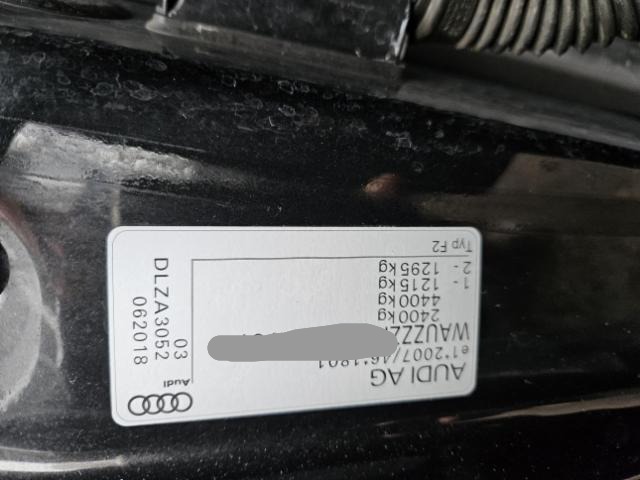 AUDI AG
e1*2007/46*1801
WAUZZZ
2400 kg
4400 kg
1 - 1215 kg
2 - 1295 kg
Typ F2
Audi
03
DLZA3052
062018